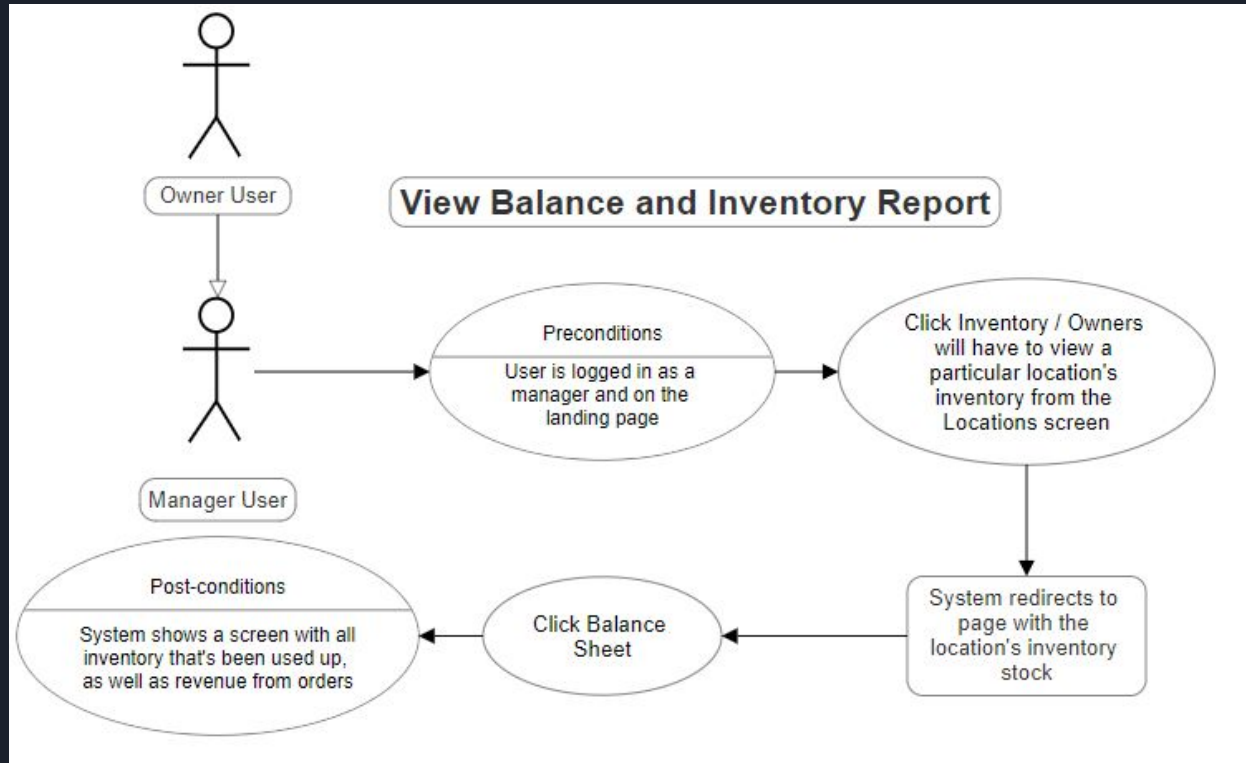 Owner User
View Balance and Inventory Report
Manager User
Preconditions
User is logged in as a
manager and on the
landing page
Click Inventory / Owners
will have to view a
particular location's
inventory from the
Locations screen
System redirects to
page with the
location's inventory
stock
Click Balance
Sheet
Post-conditions
System shows a screen with all
inventory that's been used up,
as well as revenue from orders